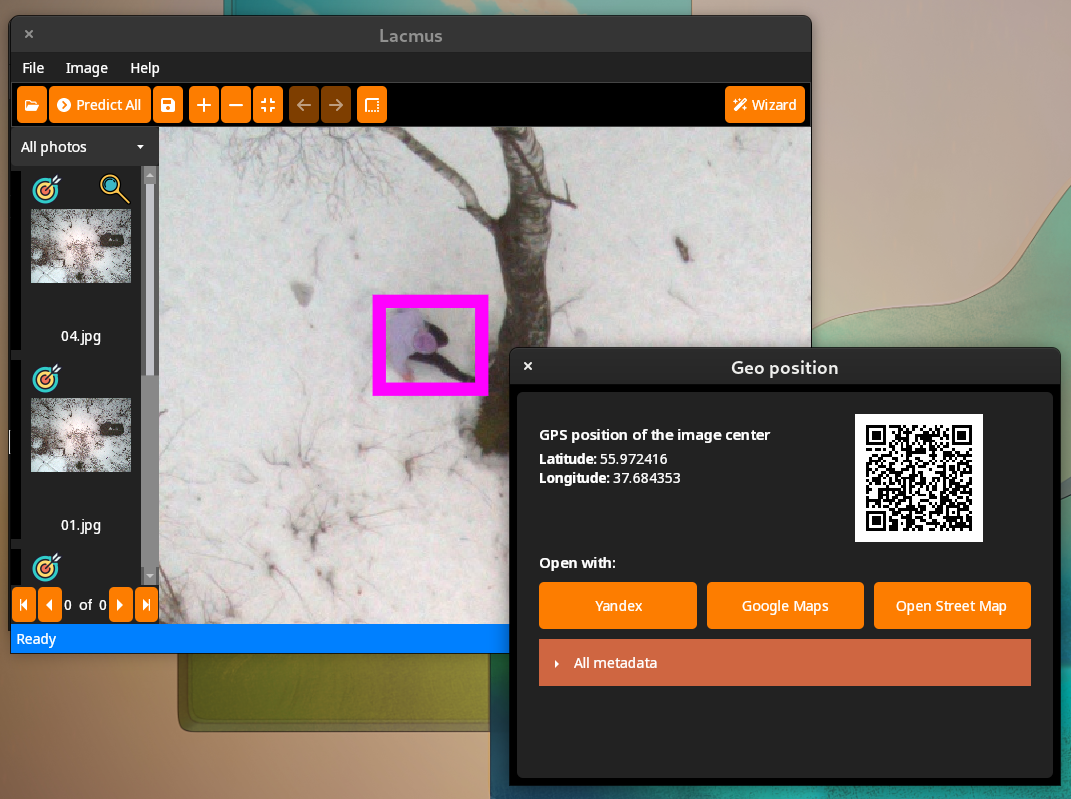 Lacmus
File Image Help
Predict All
Wizard
All photos
04.jpg
01.jpg
0 of 0
Ready
Geo position
GPS position of the image center
Latitude: 55.972416
Longitude: 37.684353
Open with:
Yandex Google Maps Open Street Map
All metadata